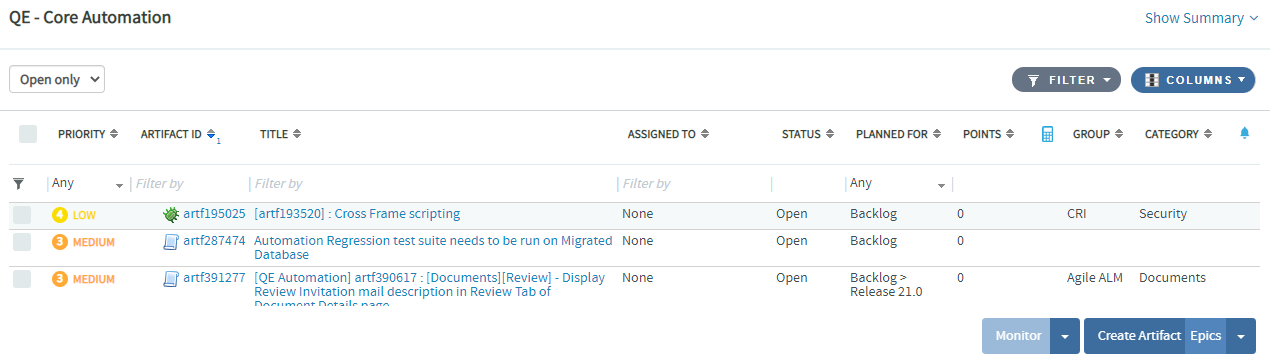 QE - Core Automation
Show Summary
Open only
FILTER
COLUMNS
PRIORITY ARTIFACT ID 1 TITLE ASSIGNED TO STATUS PLANNED FOR POINTS GROUP CATEGORY
Any Filter by Filter by Filter by Any
4 LOW artf195025 [artf193520] : Cross Frame scripting None Open Backlog 0 CRI Security
3 MEDIUM artf287474 Automation Regression test suite needs to be run on Migrated None Open Backlog 0
Database
3 MEDIUM artf391277 [QE Automation] artf390617 : [Documents][Review] - Display None Open Backlog > 0 Agile ALM Documents
Review Invitation mail description in Review Tab of Release 21.0
Document Details page
Monitor
Create Artifact Epics